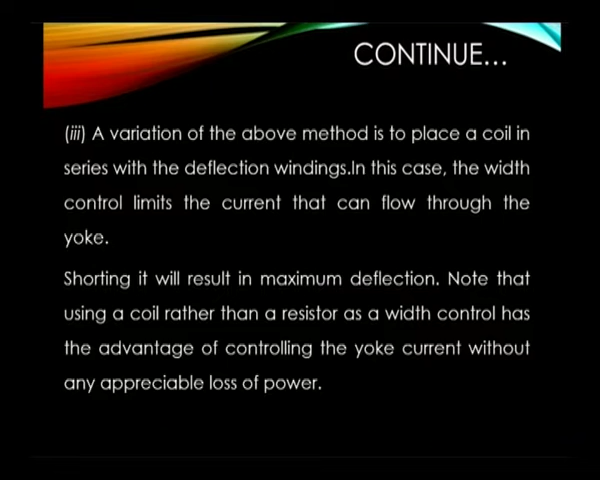 CONTINUE...
(iii) A variation of the above method is to place a coil in
series with the deflection windings.In this case, the width
control limits the current that can flow through the
yoke.
Shorting it will result in maximum deflection. Note that
using a coil rather than a resistor as a width control has
the advantage of controlling the yoke current without
any appreciable loss of power.